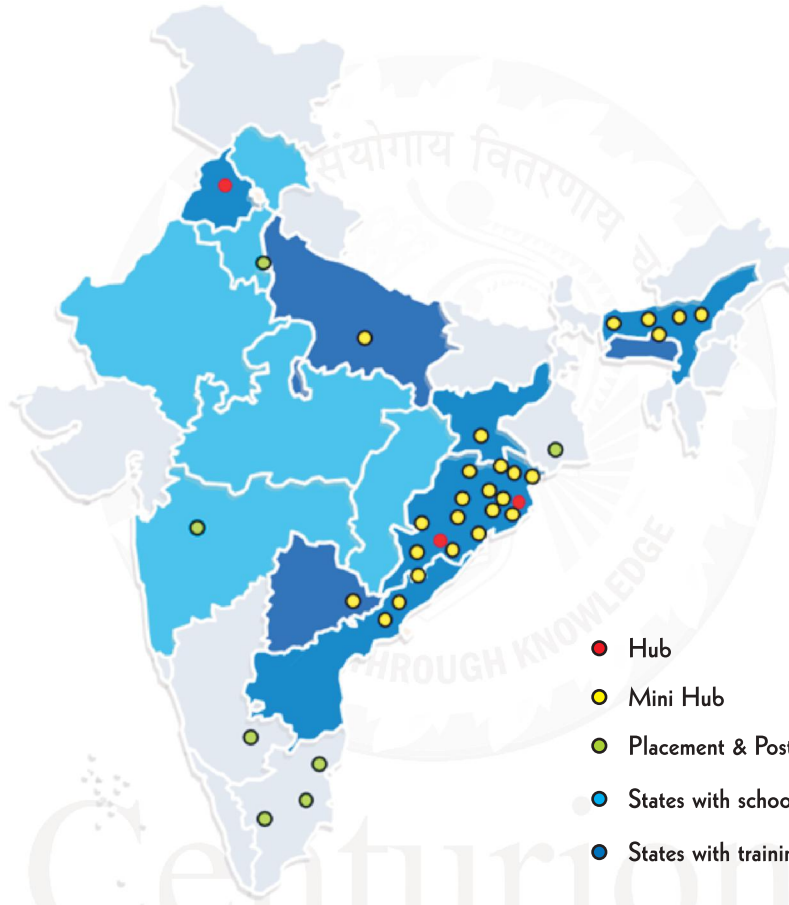 संयोगाय वितरणाय च
THROUGH KNOWLEDGE
Hub
Mini Hub
Placement & Post
States with schoo
States with trainin
Centurion